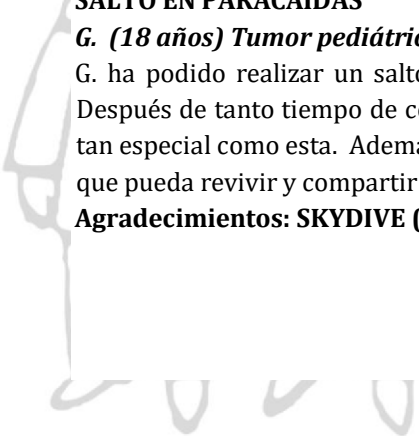 SALTO EN PARACAÍDAS
G. (18 años) Tumor pediátric
G. ha podido realizar un salto
Después de tanto tiempo de c
tan especial como esta. Adem
que pueda revivir y compartir
Agradecimientos: SKYDIVE (